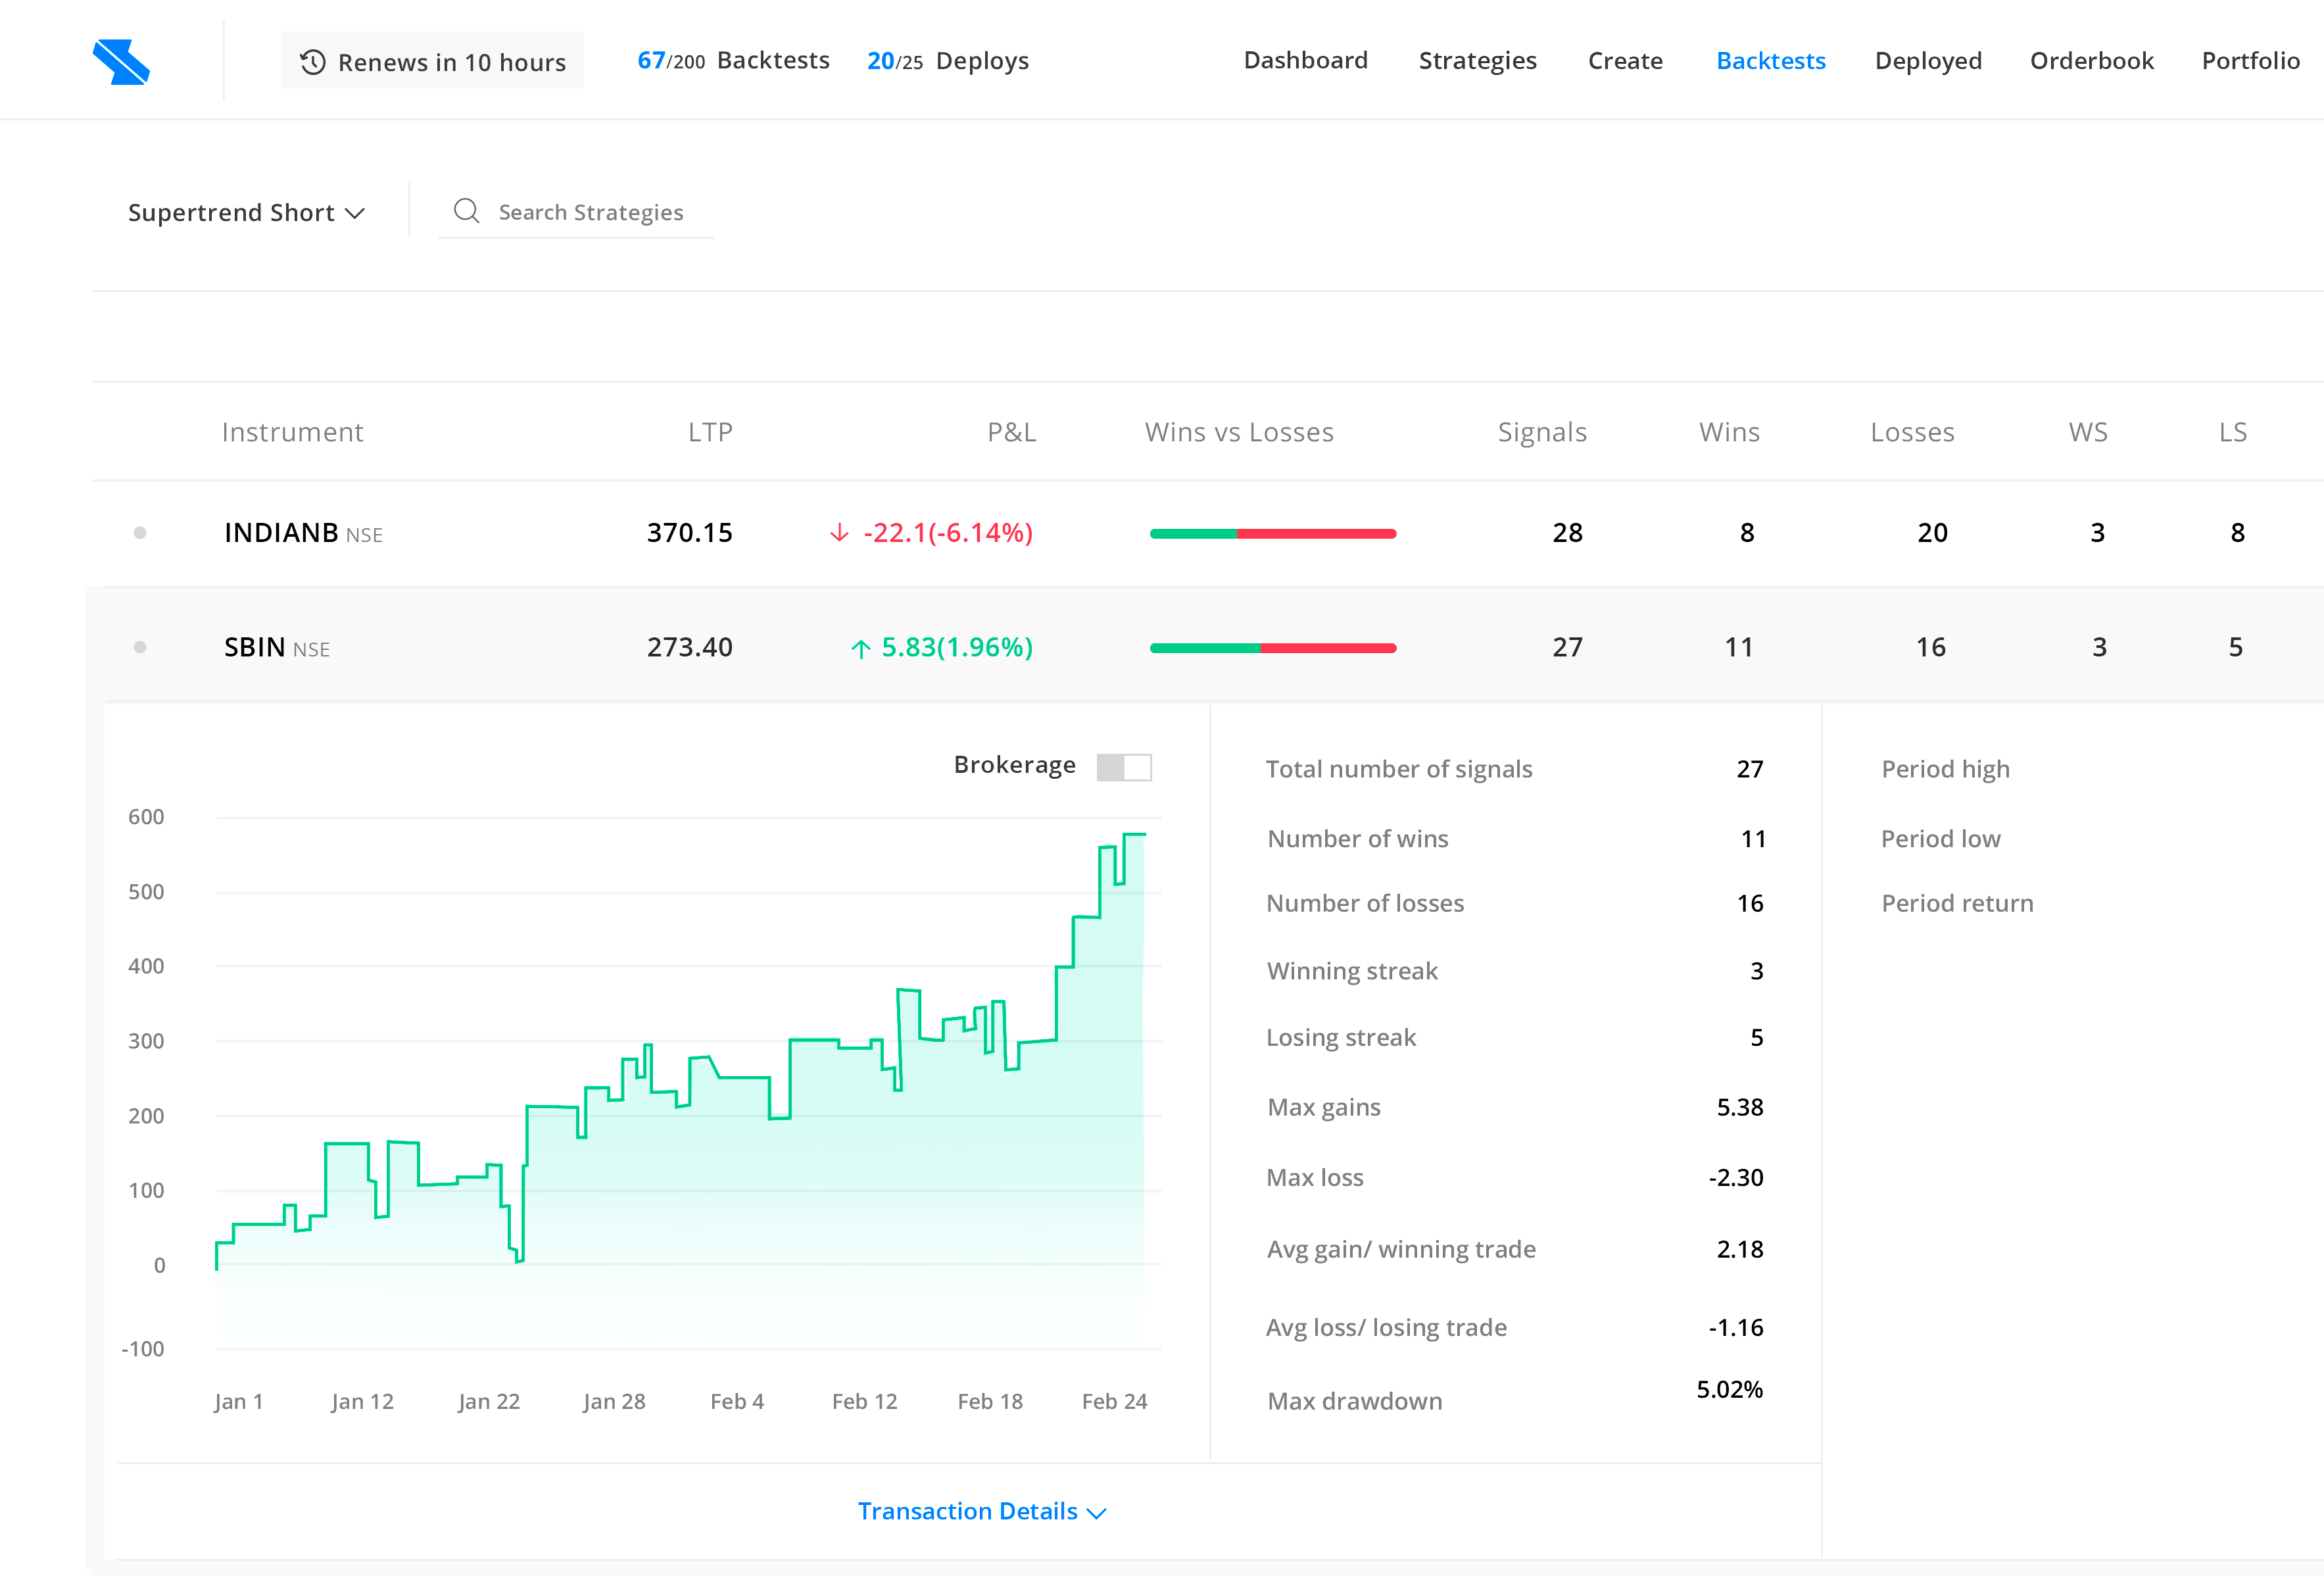 Renews in 10 hours 67/200 Backtests 20/25 Deploys Dashboard Strategies Create Backtests Deployed Orderbook Portfolio
Supertrend Short Search Strategies
Instrument LTP P&L Wins vs Losses Signals Wins Losses WS LS
INDIANB NSE 370.15 -22.1(-6.14%) 28 8 20 3 8
SBIN NSE 273.40 5.83(1.96%) 27 11 16 3 5
Brokerage
600
500
400
300
200
100
0
-100
Jan 1 Jan 12 Jan 22 Jan 28 Feb 4 Feb 12 Feb 18 Feb 24
Total number of signals 27
Number of wins 11
Number of losses 16
Winning streak 3
Losing streak 5
Max gains 5.38
Max loss -2.30
Avg gain/ winning trade 2.18
Avg loss/ losing trade -1.16
Max drawdown 5.02%
Period high
Period low
Period return
Transaction Details